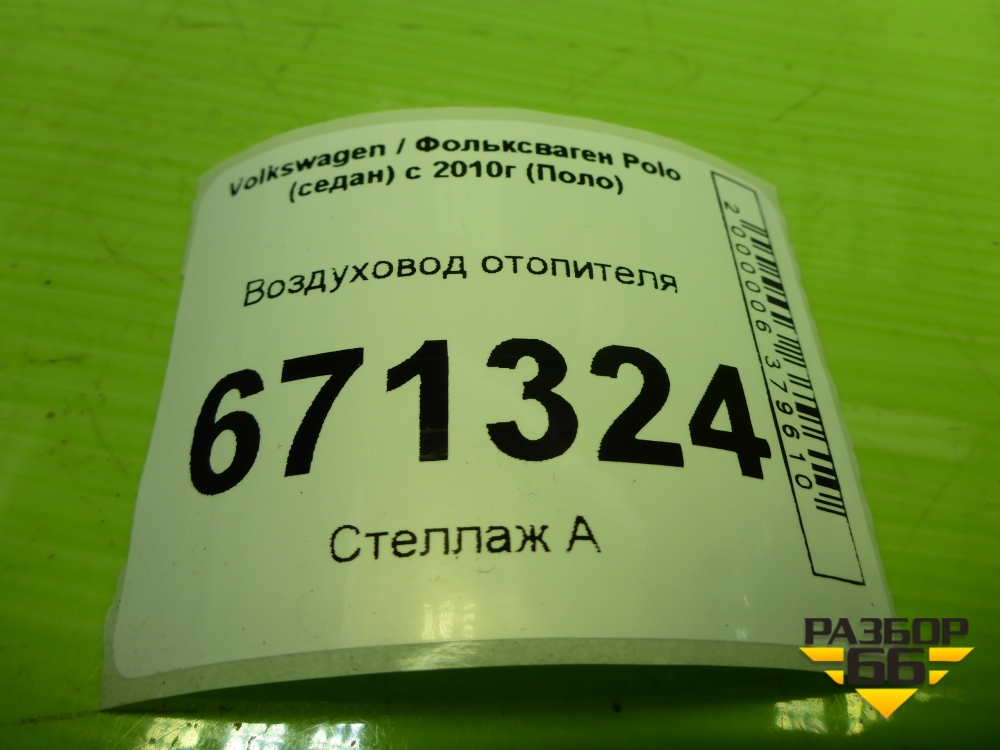 Volkswagen / Фольксваген Polo
(седан) с 2010г (Поло)
Воздуховод отопителя
671324
Стеллаж А
2000006379610
РАЗБОР
66